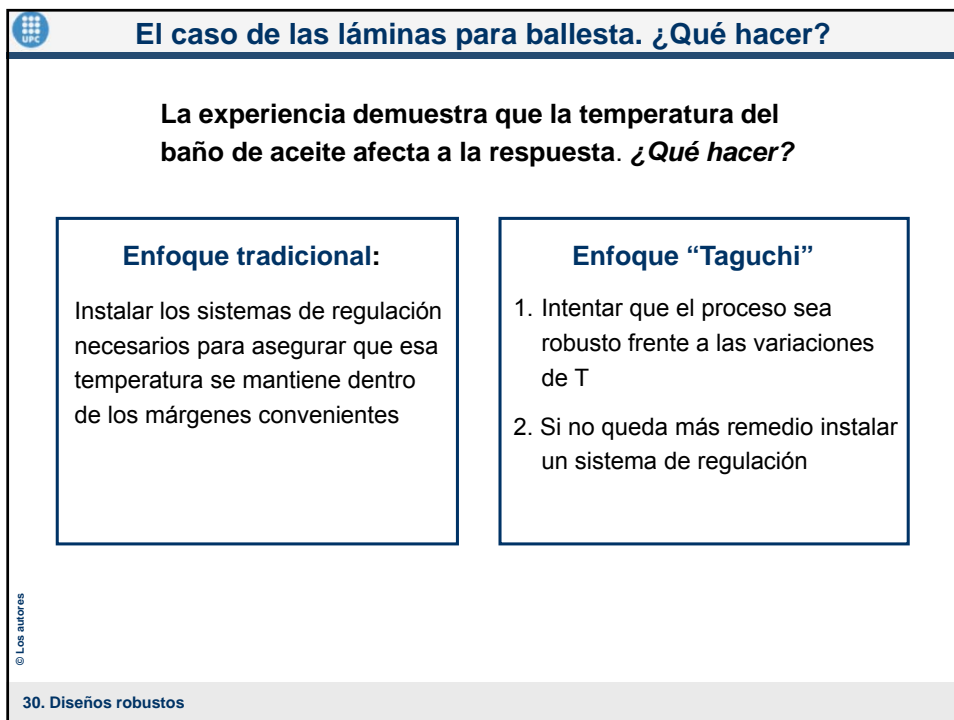 UPC
El caso de las láminas para ballesta. ¿Qué hacer?
La experiencia demuestra que la temperatura del
baño de aceite afecta a la respuesta. ¿Qué hacer?
Enfoque tradicional:
Instalar los sistemas de regulación
necesarios para asegurar que esa
temperatura se mantiene dentro
de los márgenes convenientes
Enfoque “Taguchi”
1. Intentar que el proceso sea
robusto frente a las variaciones
de T
2. Si no queda más remedio instalar
un sistema de regulación
© Los autores
30. Diseños robustos